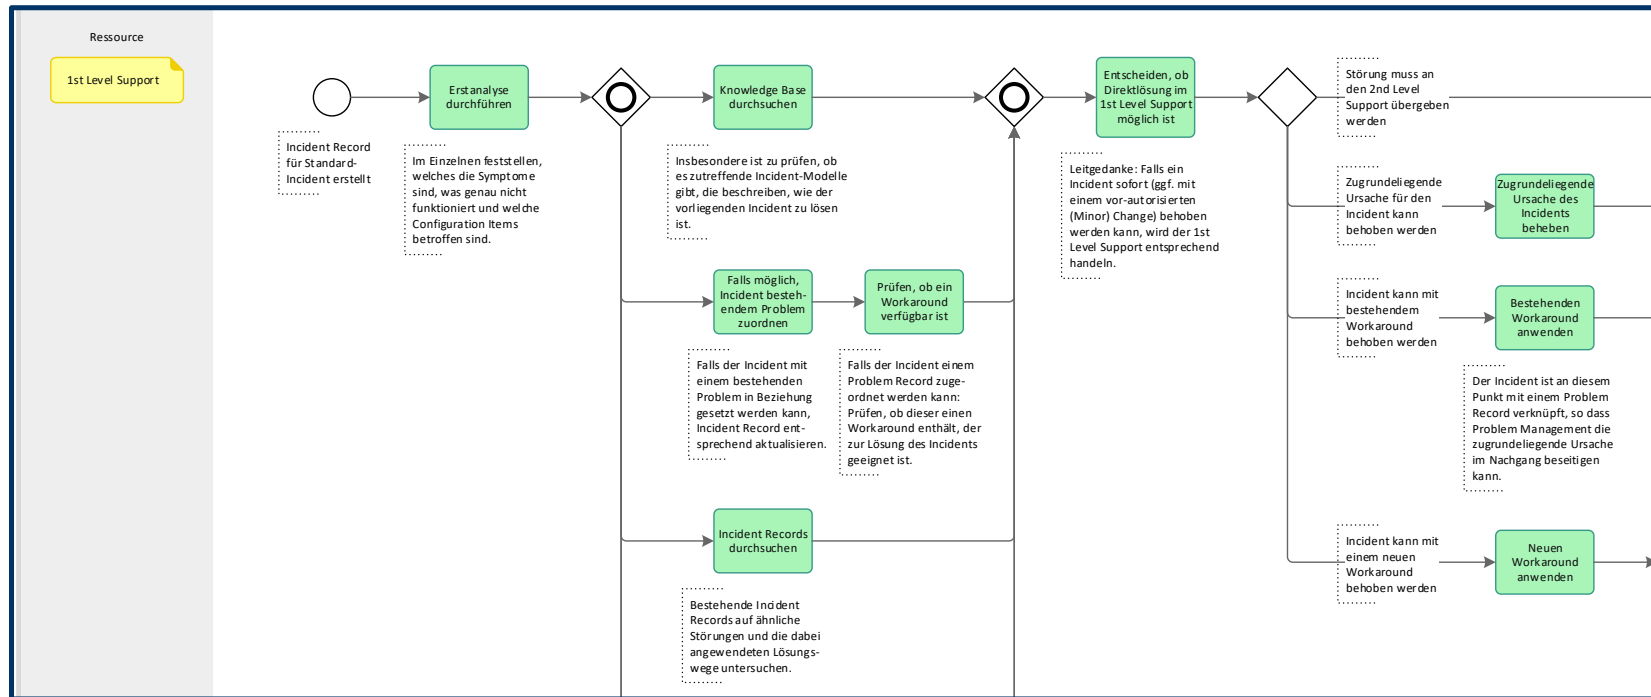 Ressource
1st Level Support
Erstanalyse
durchführen
Incident Record
für Standard-
Incident erstellt
Im Einzelnen feststellen,
welches die Symptome
sind, was genau nicht
funktioniert und welche
Configuration Items
betroffen sind.
Knowledge Base
durchsuchen
Insbesondere ist zu prüfen, ob
es zutreffende Incident-Modelle
gibt, die beschreiben, wie der
vorliegenden Incident zu lösen
ist.
Falls möglich,
Incident besteh-
endem Problem
zuordnen
Falls der Incident mit
einem bestehenden
Problem in Beziehung
gesetzt werden kann,
Incident Record ent-
sprechend aktualisieren.
Prüfen, ob ein
Workaround
verfügbar ist
Falls der Incident einem
Problem Record zuge-
ordnet werden kann:
Prüfen, ob dieser einen
Workaround enthält, der
zur Lösung des Incidents
geeignet ist.
Incident Records
durchsuchen
Bestehende Incident
Records auf ähnliche
Störungen und die dabei
angewendeten Lösungs-
wege untersuchen.
Entscheiden, ob
Direktlösung im
1st Level Support
möglich ist
Leitgedanke: Falls ein
Incident sofort (ggf. mit
einem vor-autorisierten
(Minor) Change) behoben
werden kann, wird der 1st
Level Support entsprechend
handeln.
Störung muss an
den 2nd Level
Support übergeben
werden
Zugrundeliegende
Ursache für den
Incident kann
behoben werden
Zugrundeliegende
Ursache des
Incidents
beheben
Incident kann mit
bestehendem
Workaround
behoben werden
Bestehenden
Workaround
anwenden
Der Incident ist an diesem
Punkt mit einem Problem
Record verknüpft, so dass
Problem Management die
zugrundeliegende Ursache
im Nachgang beseitigen
kann.
Incident kann mit
einem neuen
Workaround
behoben werden
Neuen
Workaround
anwenden